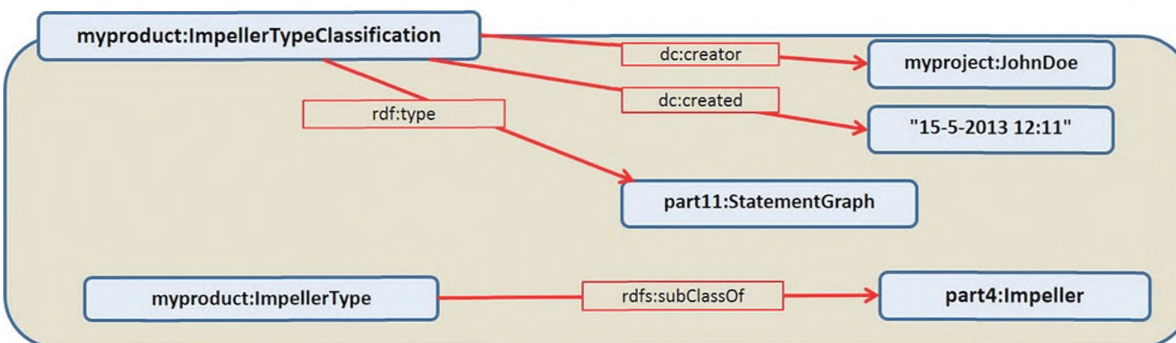 myproduct:ImpellerTypeClassification
dc:creator
myproject:JohnDoe
dc:created
"15-5-2013 12:11"
rdf:type
part11:StatementGraph
myproduct:ImpellerType
rdfs:subClassOf
part4:Impeller